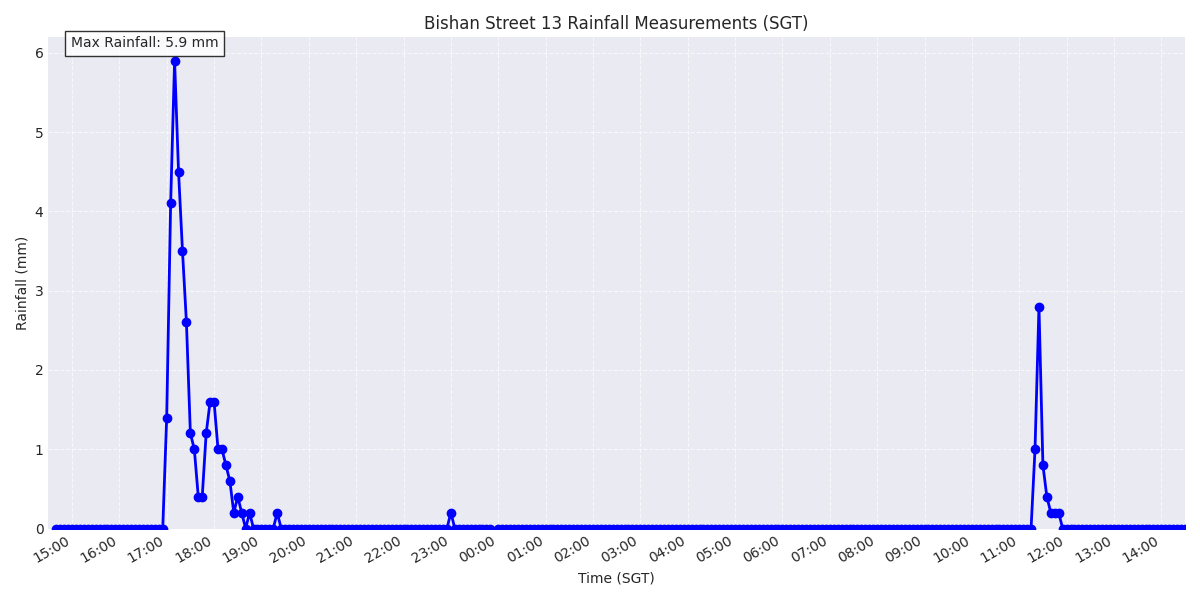 Bishan Street 13 Rainfall Measurements (SGT)
Max Rainfall: 5.9 mm
Rainfall (mm)
6
5
4
3
2
1
0
15:00 16:00 17:00 18:00 19:00 20:00 21:00 22:00 23:00 00:00 01:00 02:00 03:00 04:00 05:00 06:00 07:00 08:00 09:00 10:00 11:00 12:00 13:00 14:00
Time (SGT)